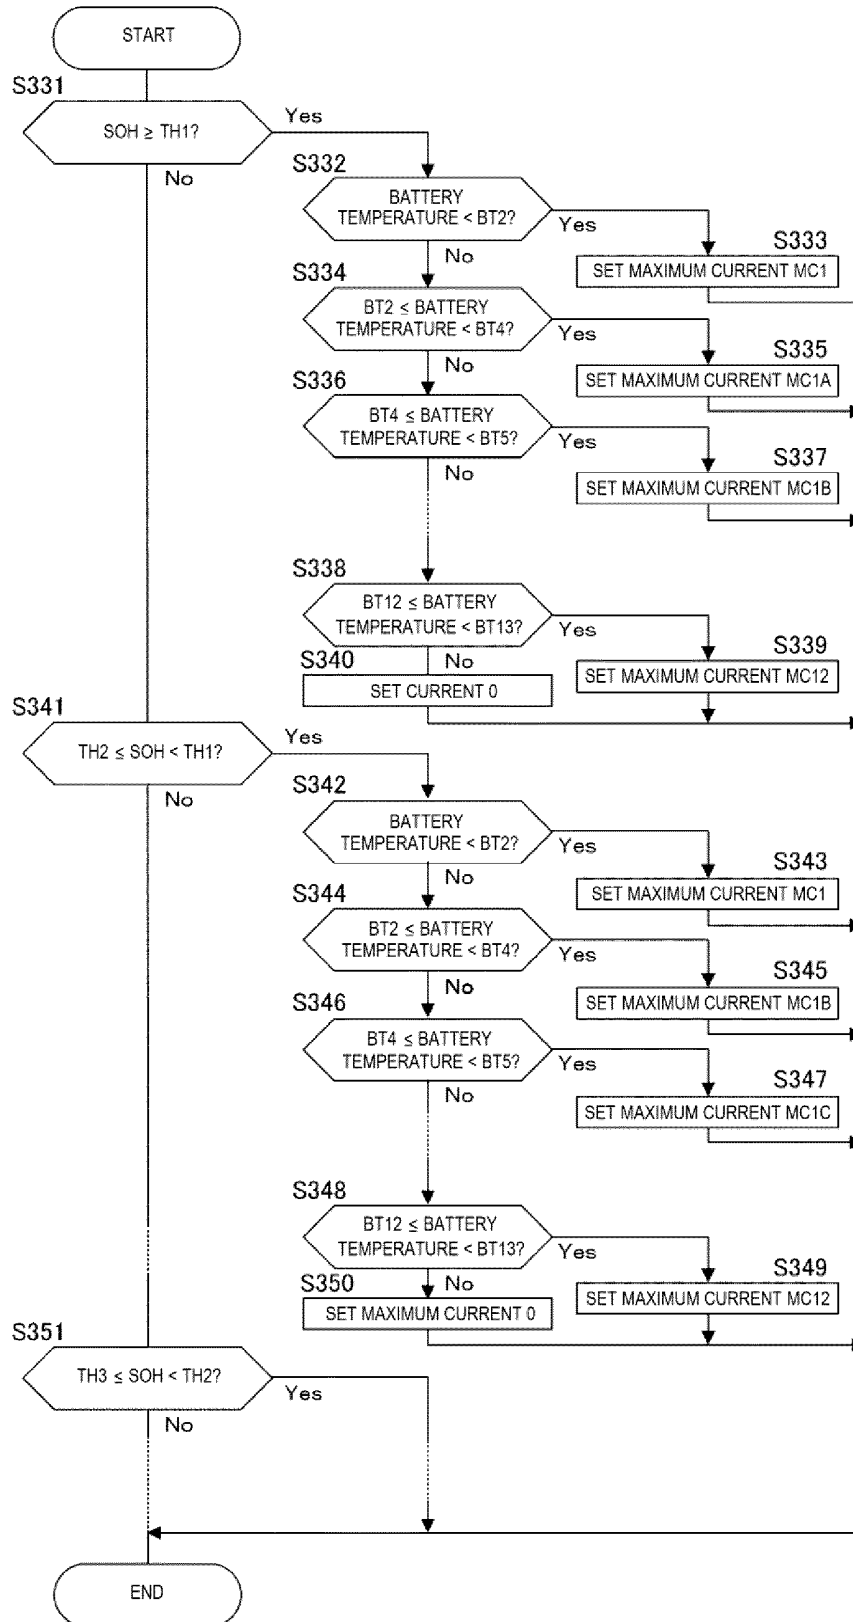 START
S331
SOH ≥ TH1?
Yes
No
S332
BATTERY
TEMPERATURE < BT2?
Yes
No
S333
SET MAXIMUM CURRENT MC1
S334
BT2 ≤ BATTERY
TEMPERATURE < BT4?
Yes
No
S335
SET MAXIMUM CURRENT MC1A
S336
BT4 ≤ BATTERY
TEMPERATURE < BT5?
Yes
No
S337
SET MAXIMUM CURRENT MC1B
S338
BT12 ≤ BATTERY
TEMPERATURE < BT13?
Yes
No
S339
SET MAXIMUM CURRENT MC12
S340
SET CURRENT 0
S341
TH2 ≤ SOH < TH1?
Yes
No
S342
BATTERY
TEMPERATURE < BT2?
Yes
No
S343
SET MAXIMUM CURRENT MC1
S344
BT2 ≤ BATTERY
TEMPERATURE < BT4?
Yes
No
S345
SET MAXIMUM CURRENT MC1B
S346
BT4 ≤ BATTERY
TEMPERATURE < BT5?
Yes
No
S347
SET MAXIMUM CURRENT MC1C
S348
BT12 ≤ BATTERY
TEMPERATURE < BT13?
Yes
No
S349
SET MAXIMUM CURRENT MC12
S350
SET MAXIMUM CURRENT 0
S351
TH3 ≤ SOH < TH2?
Yes
No
END